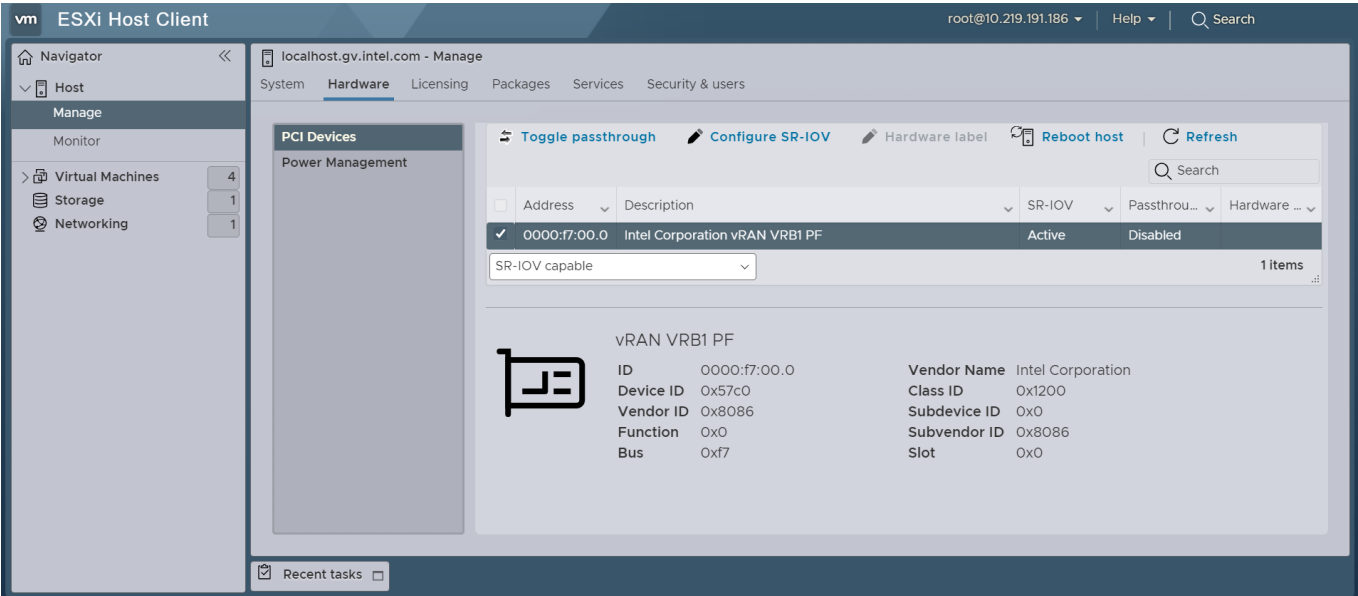 vm ESXi Host Client root@10.219.191.186 Help Search
Navigator
Host
Manage
Monitor
Virtual Machines 4
Storage 1
Networking 1
localhost.gv.intel.com - Manage
System Hardware Licensing Packages Services Security & users
PCI Devices
Power Management
Toggle passthrough Configure SR-IOV Hardware label Reboot host Refresh
Search
Address Description SR-IOV Passthrou... Hardware ...
0000:f7:00.0 Intel Corporation vRAN VRB1 PF Active Disabled
SR-IOV capable 1 items
vRAN VRB1 PF
ID 0000:f7:00.0 Vendor Name Intel Corporation
Device ID 0x57c0 Class ID 0x1200
Vendor ID 0x8086 Subdevice ID 0x0
Function 0x0 Subvendor ID 0x8086
Bus 0xf7 Slot 0x0
Recent tasks